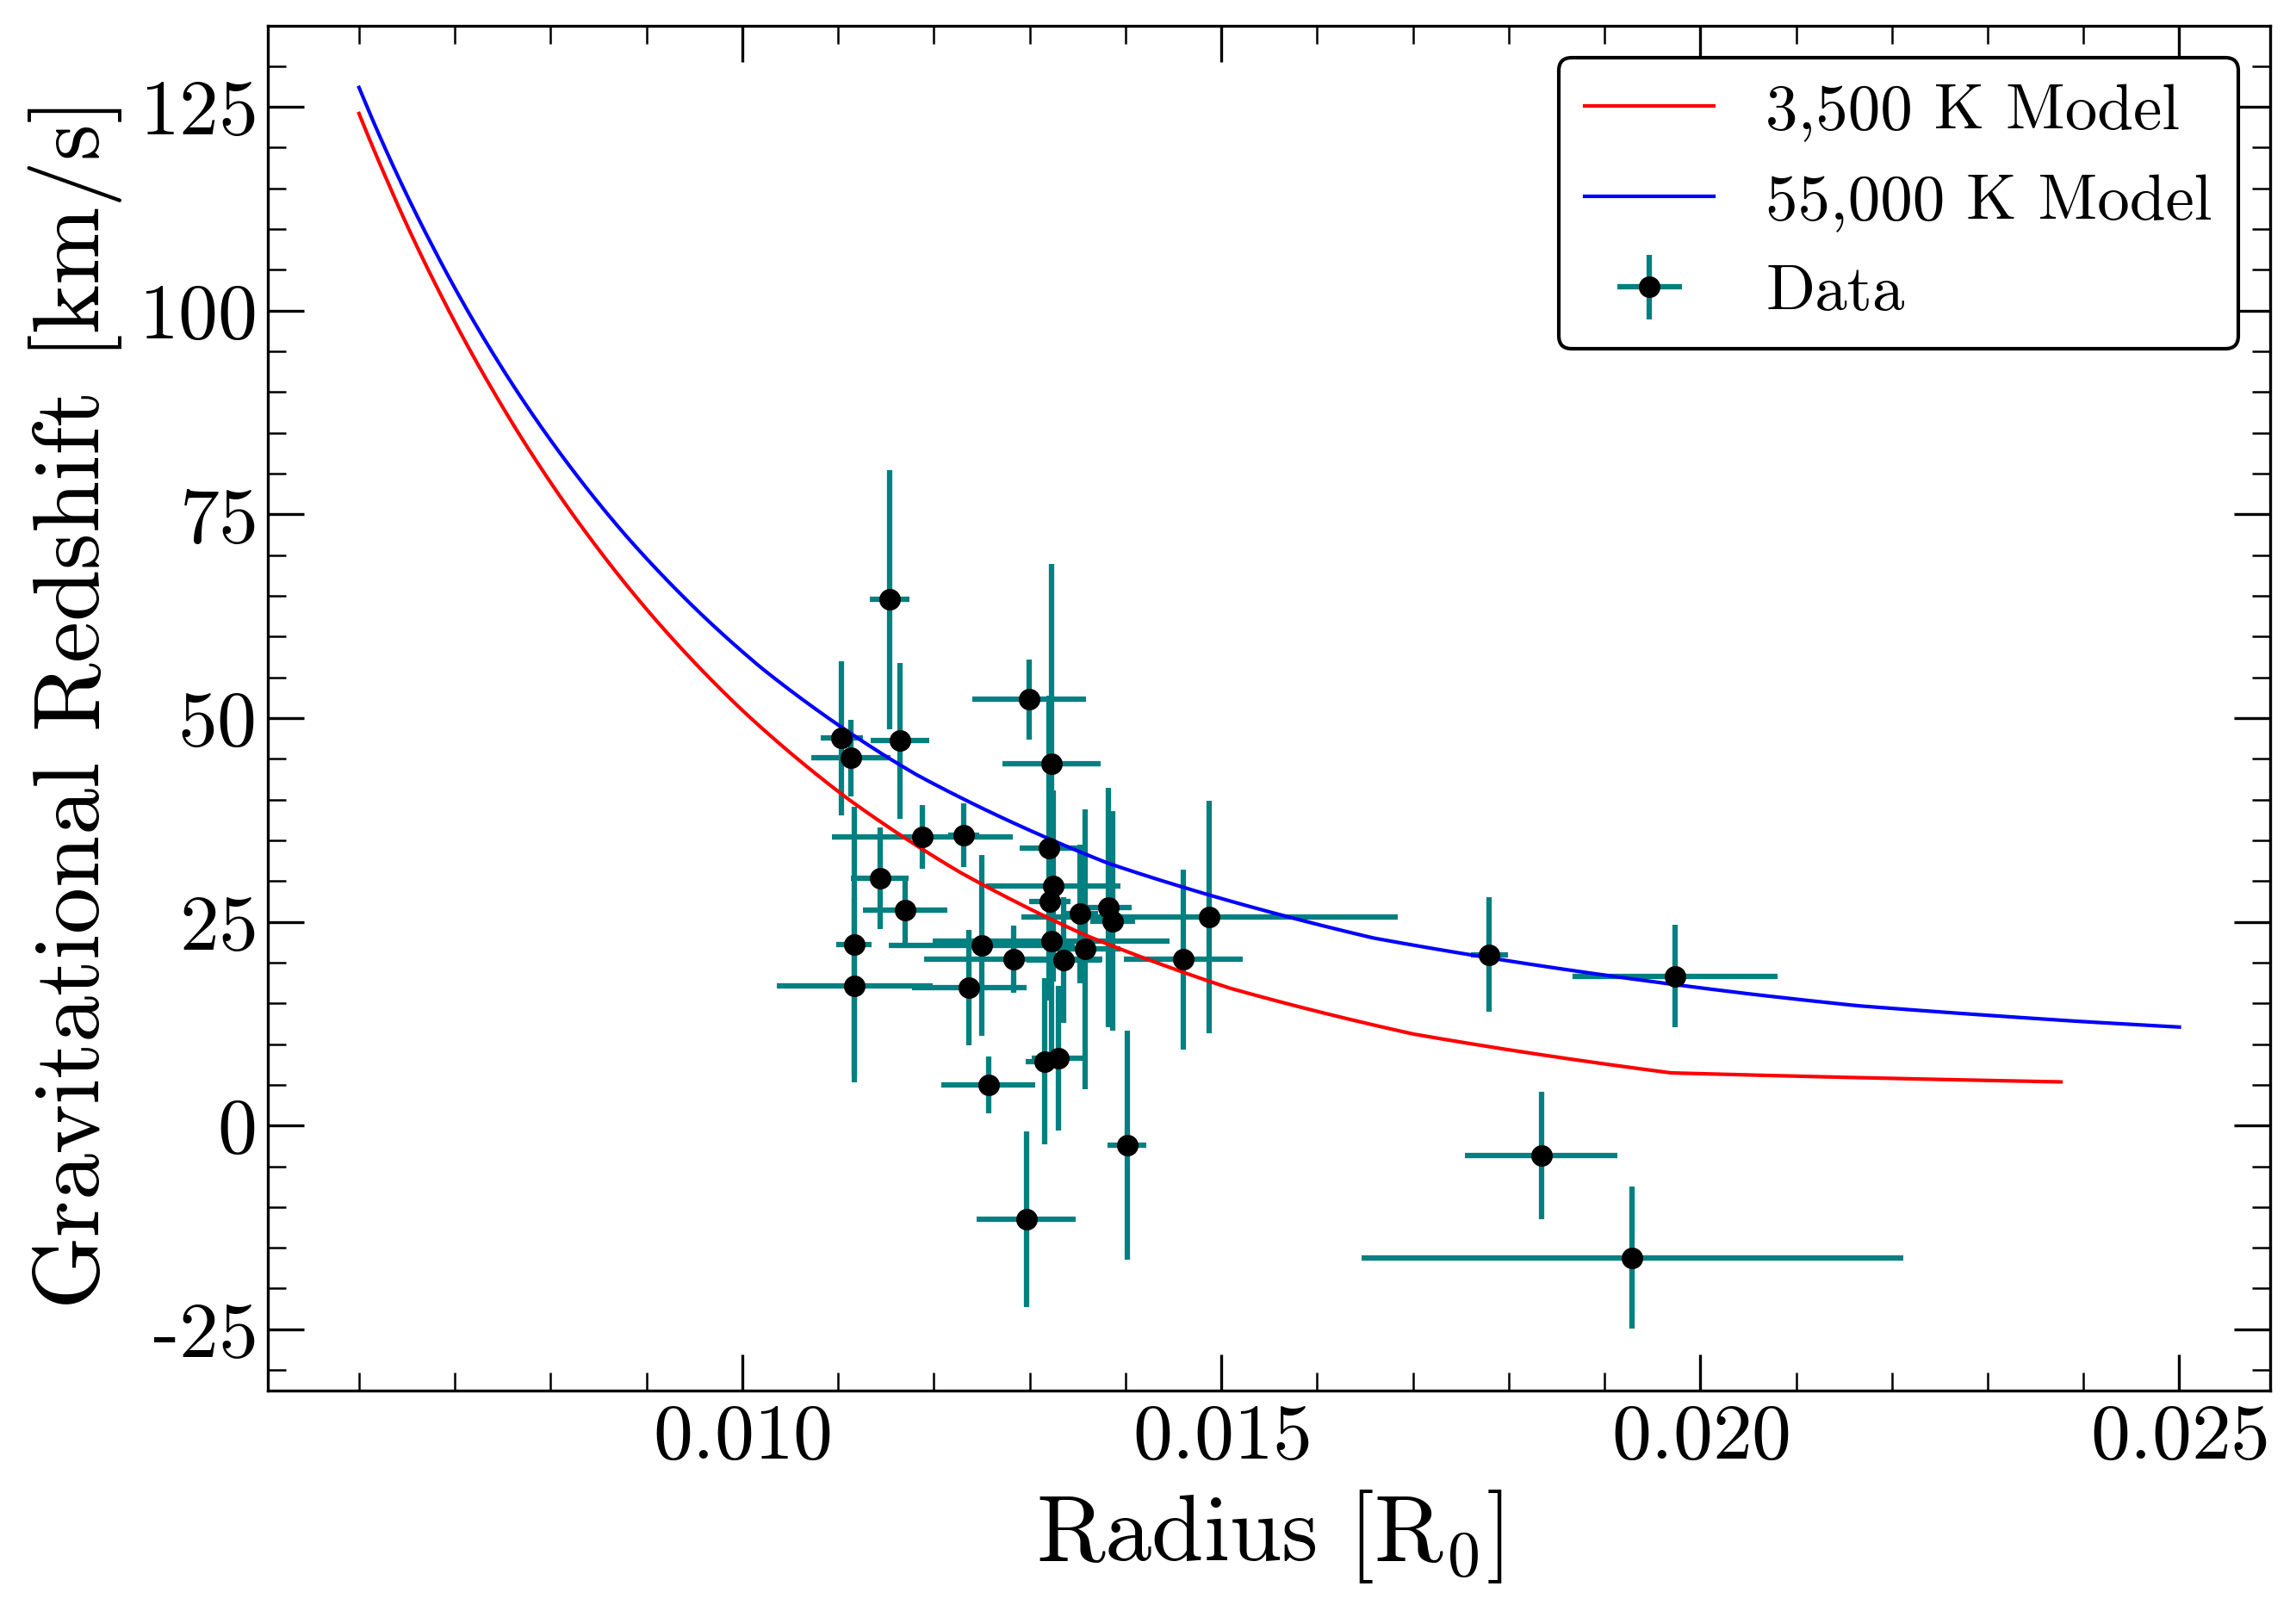 125
100
75
50
25
0
-25
Gravitational Redshift [km/s]
3,500 K Model
55,000 K Model
Data
0.010 0.015 0.020 0.025
Radius [R₀]